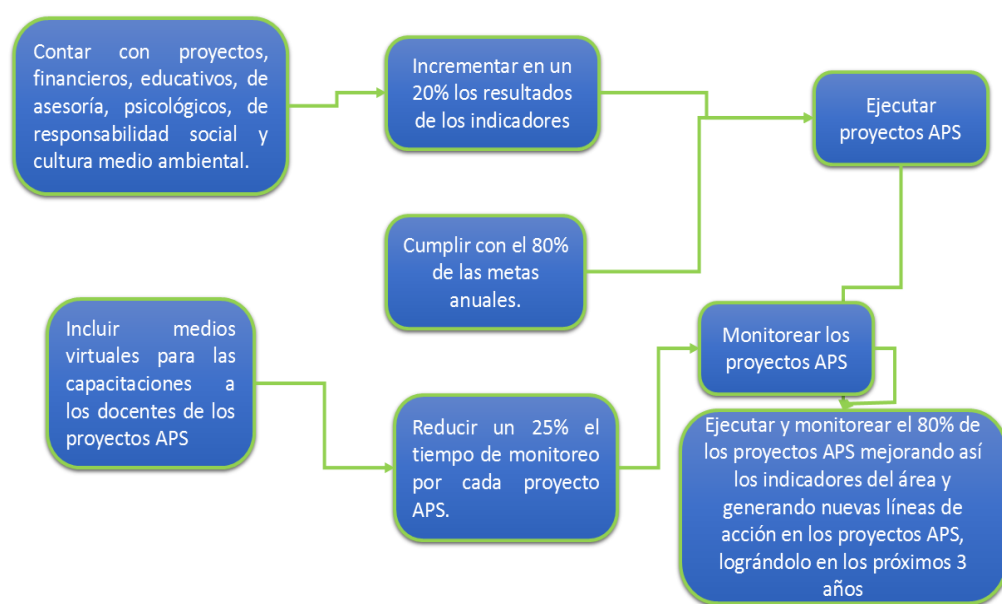 Contar con proyectos,
financieros, educativos, de
asesoría, psicológicos, de
responsabilidad social y
cultura medio ambiental.
Incrementar en un
20% los resultados
de los indicadores
Ejecutar
proyectos APS
Cumplir con el 80%
de las metas
anuales.
Incluir medios
virtuales para las
capacitaciones a
los docentes de los
proyectos APS
Reducir un 25% el
tiempo de monitoreo
por cada proyecto
APS.
Monitorear los
proyectos APS
Ejecutar y monitorear el 80% de
los proyectos APS mejorando así
los indicadores del área y
generando nuevas líneas de
acción en los proyectos APS,
lográndolo en los próximos 3
años